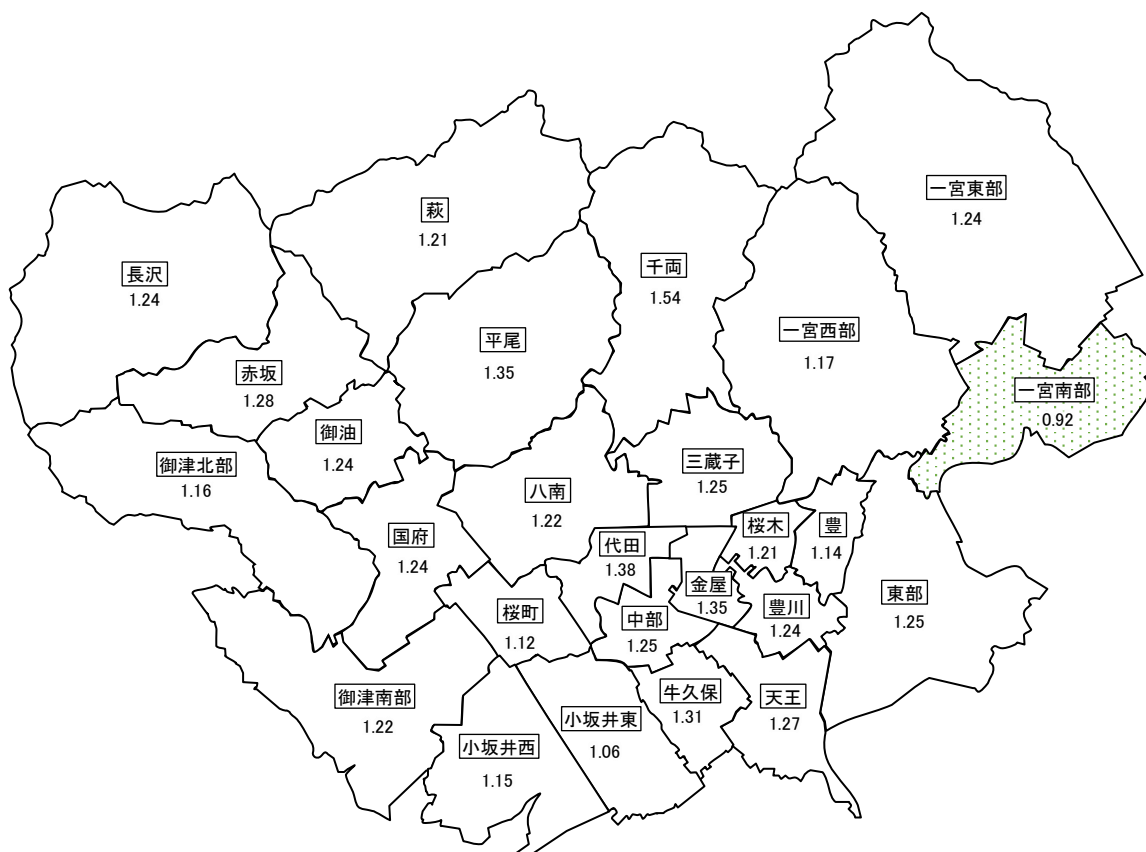 一宮東部
1.24
萩
1.21
長沢
1.24
千両
1.54
一宮西部
1.17
平尾
1.35
赤坂
1.28
一宮南部
0.92
御油
1.24
御津北部
1.16
三蔵子
1.25
八南
1.22
国府
1.24
代田
1.38
桜木
1.21
豊
1.14
金屋
1.35
豊川
1.24
東部
1.25
桜町
1.12
中部
1.25
御津南部
1.22
牛久保
1.31
天王
1.27
小坂井東
1.06
小坂井西
1.15